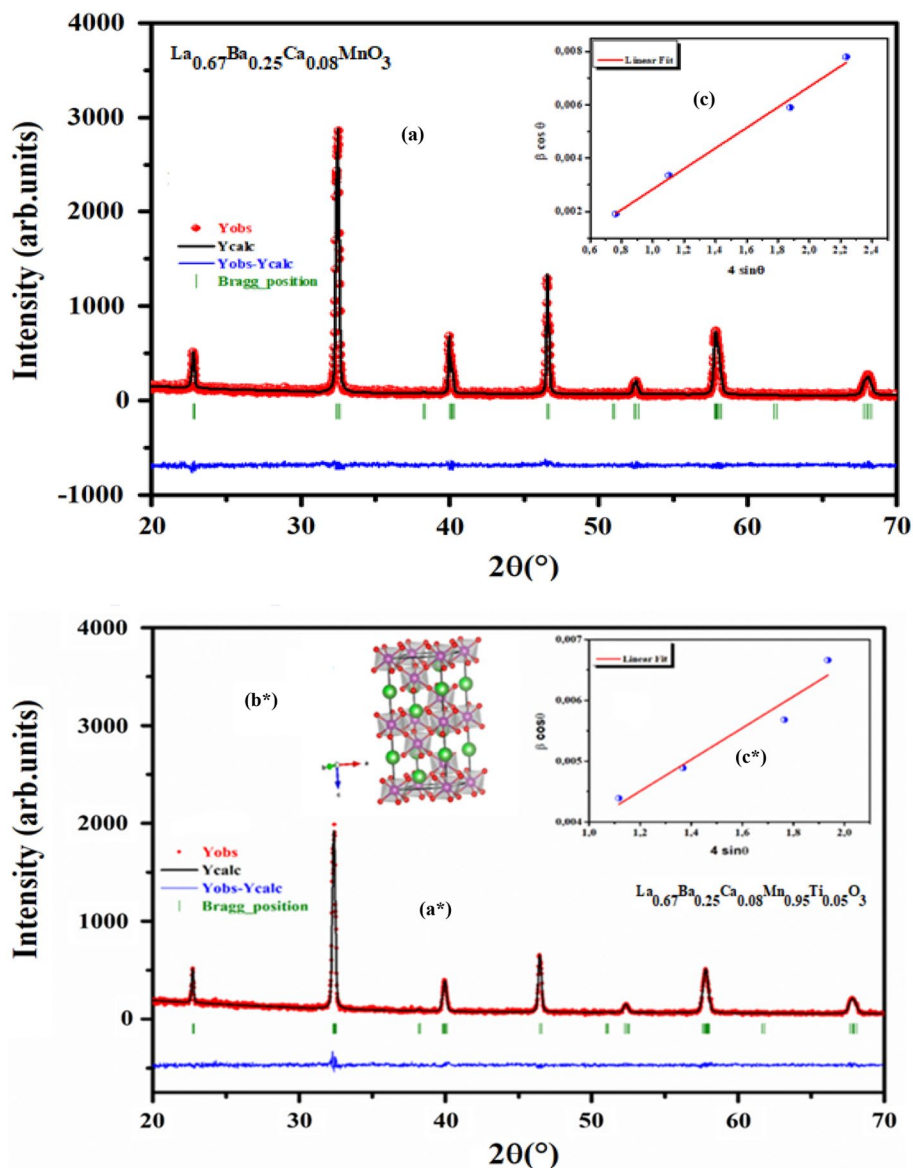 4000
3000
2000
1000
0
-1000
Intensity (arb.units)
La0.67Ba0.25Ca0.08MnO3
(a)
Yobs
Ycalc
Yobs-Ycalc
Bragg_position
20 30 40 50 60 70
2θ(°)
0,008
0,006
0,004
0,002
β cos θ
Linear Fit
(c)
0,6 0,8 1,0 1,2 1,4 1,6 1,8 2,0 2,2 2,4
4 sinθ
4000
3000
2000
1000
0
Intensity (arb.units)
(b*)
Yobs
Ycalc
Yobs-Ycalc
Bragg_position
(a*)
La0.67Ba0.25Ca0.08Mn0.95Ti0.05O3
20 30 40 50 60 70
2θ(°)
0,007
0,006
0,005
0,004
β cosθ
Linear Fit
(c*)
1,0 1,2 1,4 1,6 1,8 2,0
4 sinθ